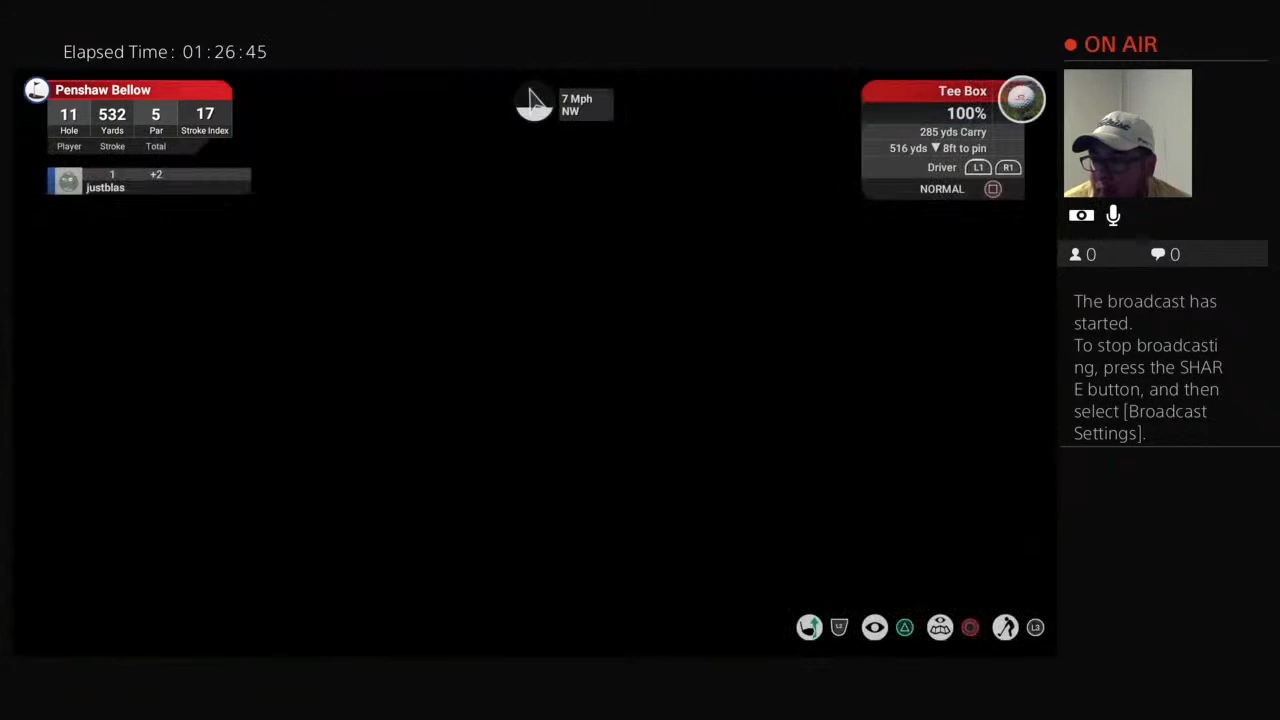 Elapsed Time: 01:26:45
ON AIR
Penshaw Bellow
11 532 5 17
Hole Yards Par Stroke Index
Player Stroke Total
1 +2
justblas
7 Mph
NW
Tee Box
100%
285 yds Carry
516 yds ▼ 8ft to pin
Driver L1 R1
NORMAL
0 0
The broadcast has
started.
To stop broadcasti
ng, press the SHAR
E button, and then
select [Broadcast
Settings].
L2 L3